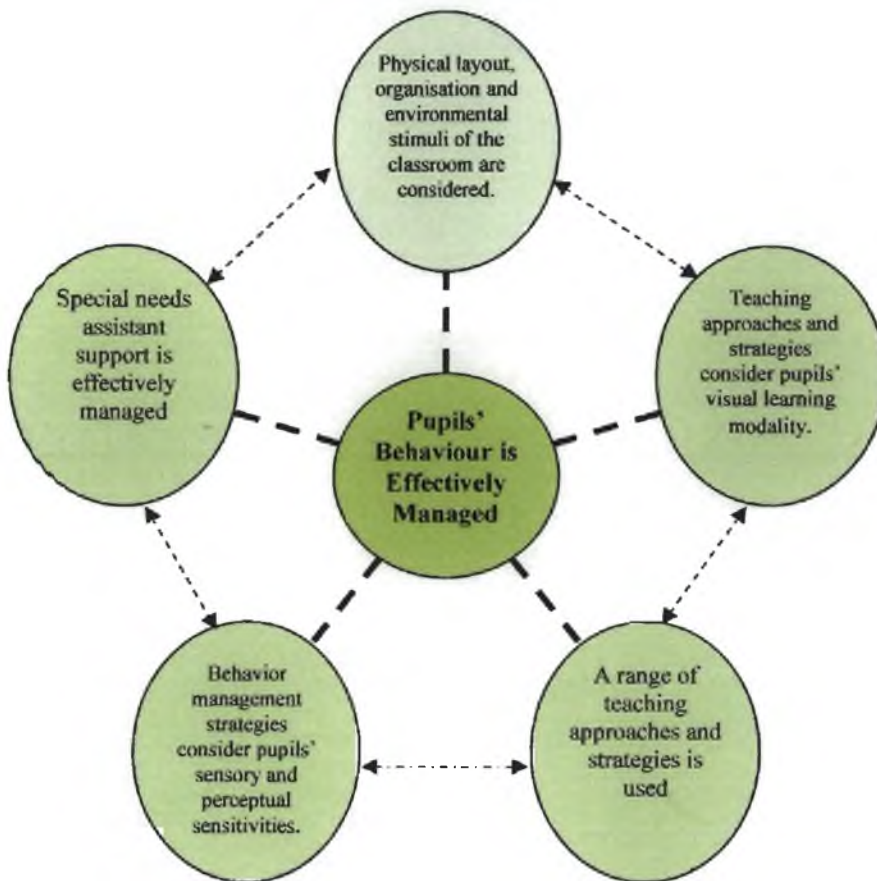 Physical layout,
organisation and
environmental
stimuli of the
classroom are
considered.
Special needs
assistant
support is
effectively
managed
Teaching
approaches and
strategies
consider pupils'
visual learning
modality.
Pupils'
Behaviour is
Effectively
Managed
Behavior
management
strategies
consider pupils'
sensory and
perceptual
sensitivities.
A range of
teaching
approaches and
strategies is
used